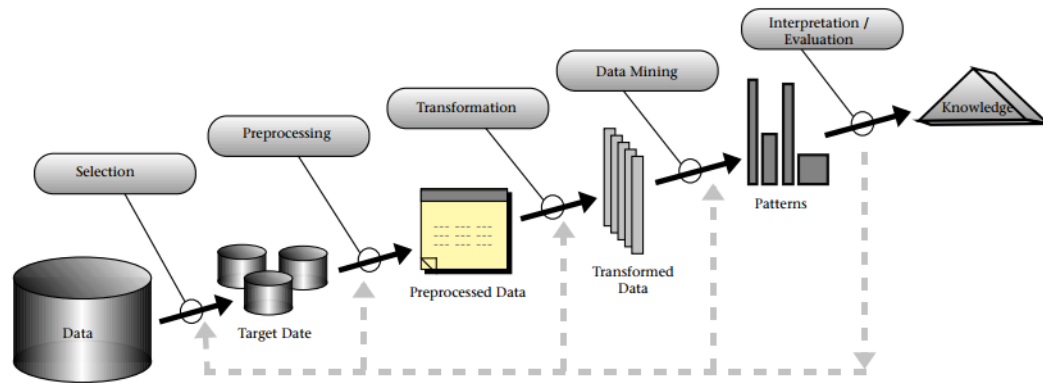 Interpretation /
Evaluation
Data Mining
Transformation
Preprocessing
Selection
Knowledge
Patterns
Transformed
Data
Preprocessed Data
Target Date
Data